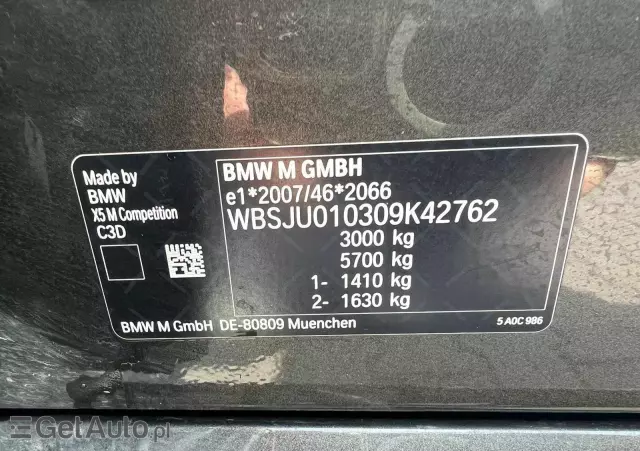 Made by
BMW
X5 M Competition
C3D
BMW M GMBH
e1*2007/46*2066
WBSJU010309K42762
3000 kg
5700 kg
1- 1410 kg
2- 1630 kg
BMW M GmbH DE-80809 Muenchen
5 A0C 986
GetAuto.pl